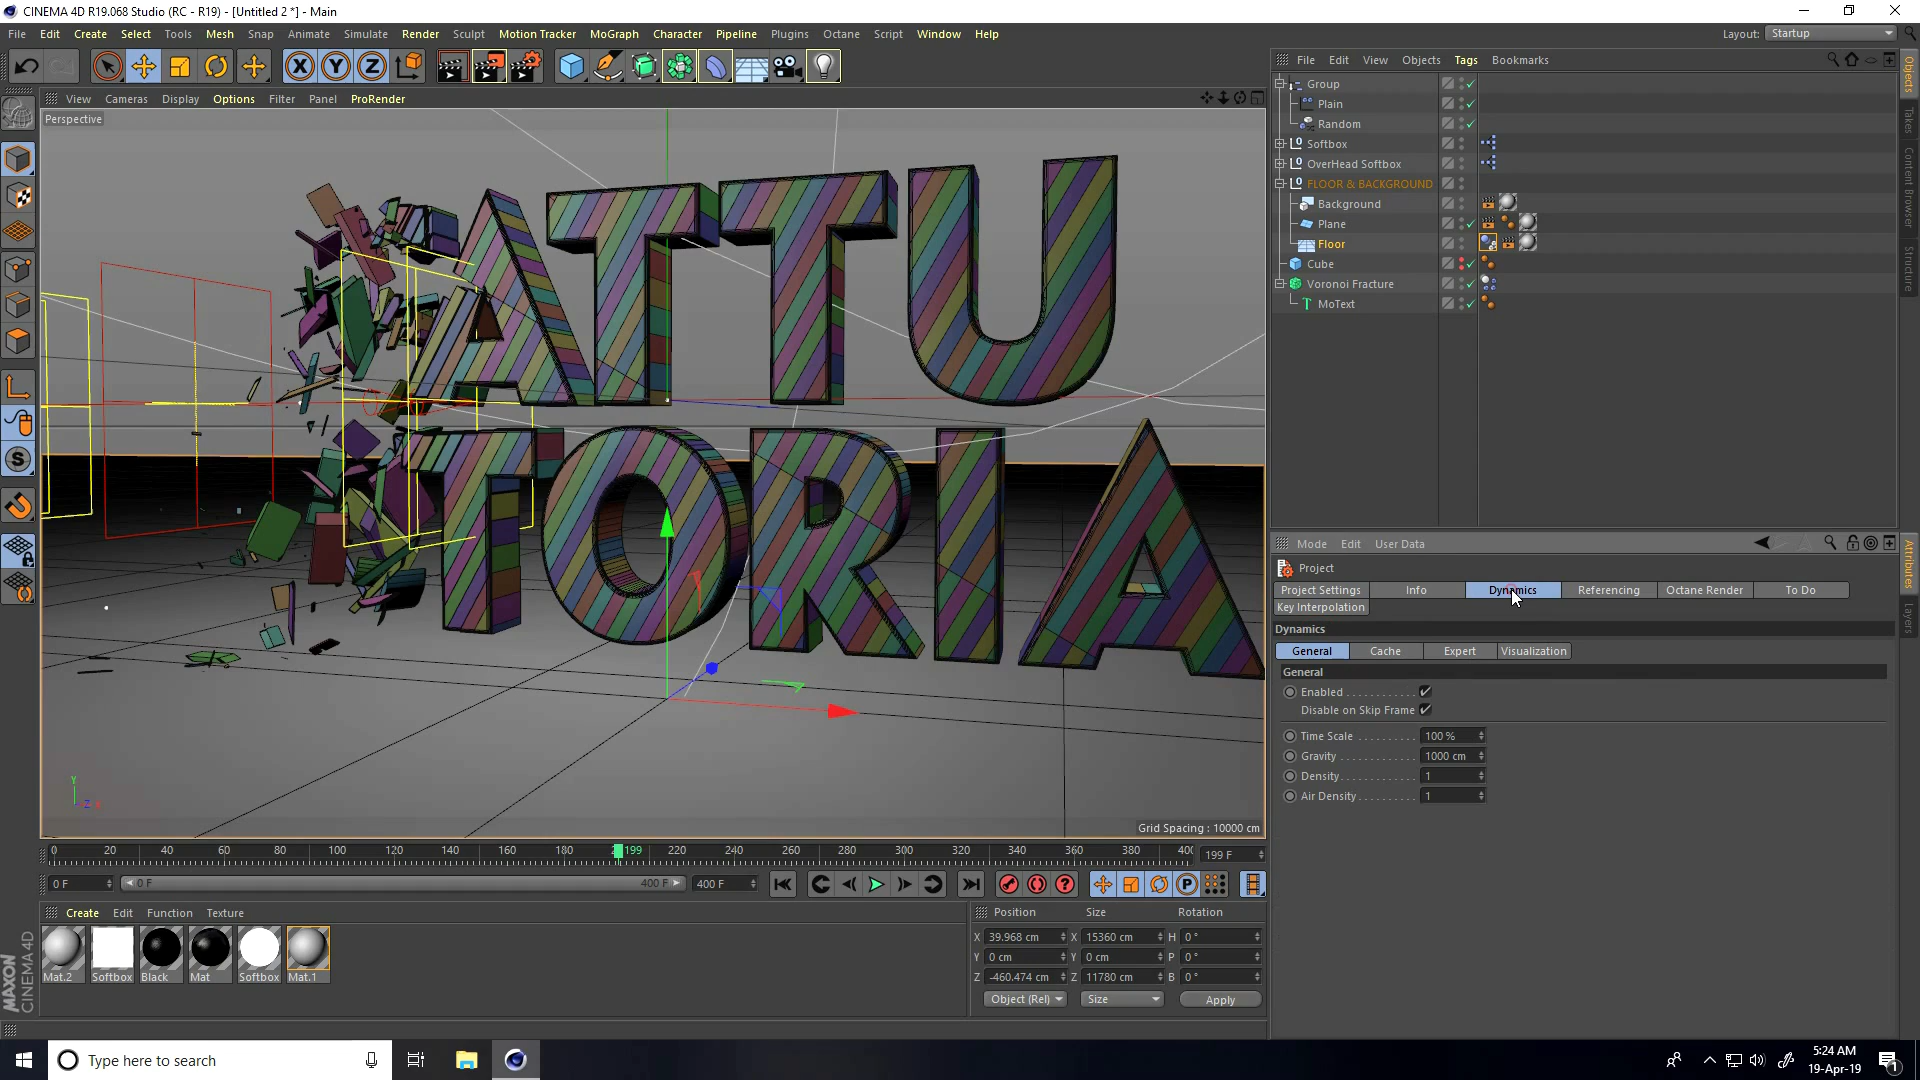 CINEMA 4D R19.068 Studio (RC - R19) - [Untitled 2 *] - Main
File Edit Create Select Tools Mesh Snap Animate Simulate Render Sculpt Motion Tracker MoGraph Character Pipeline Plugins Octane Script Window Help
Layout: Startup
X Y Z
View Cameras Display Options Filter Panel ProRender
Perspective
ATTU
TORIA
Y
Z X
Grid Spacing : 10000 cm
File Edit View Objects Tags Bookmarks
Group
Plain
Random
Softbox
OverHead Softbox
FLOOR & BACKGROUND
Background
Plane
Floor
Cube
Voronoi Fracture
MoText
Objects
Takes
Content Browser
Structure
Mode Edit User Data
Project
Project Settings Info Dynamics Referencing Octane Render To Do
Key Interpolation
Dynamics
General Cache Expert Visualization
General
Enabled
Disable on Skip Frame
Time Scale 100 %
Gravity 1000 cm
Density 1
Air Density 1
Attributes
Layers
0 20 40 60 80 100 120 140 160 180 199 220 240 260 280 300 320 340 360 380 400
199 F
0 F 0 F 400 F 400 F
P
Create Edit Function Texture
Mat.2 Softbox Black Mat Softbox Mat.1
Position Size Rotation
X 39.968 cm X 15360 cm H 0 °
Y 0 cm Y 0 cm P 0 °
Z -460.474 cm Z 11780 cm B 0 °
Object (Rel) Size Apply
MAXON
CINEMA 4D
Type here to search
5:24 AM
19-Apr-19
1